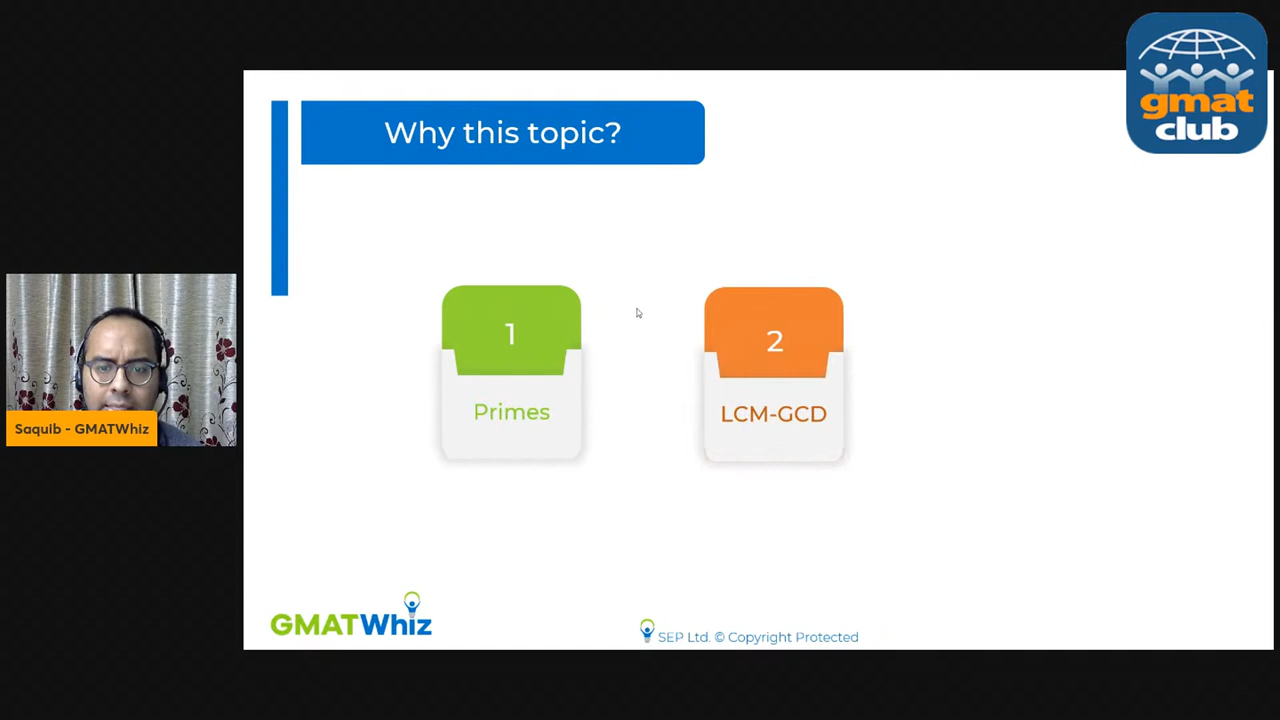 Why this topic?
gmat
club
1
2
Primes
LCM-GCD
Saquib - GMATWhiz
GMATWhiz
SEP Ltd. © Copyright Protected